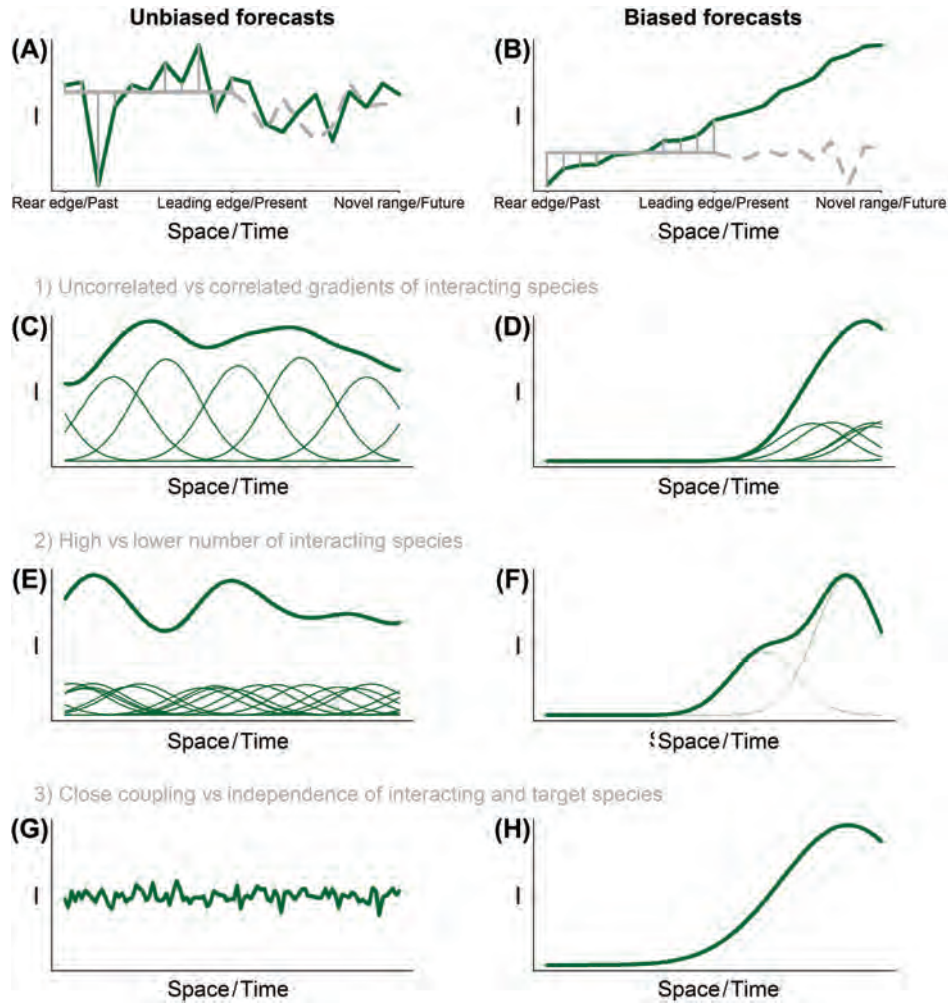 Unbiased forecasts Biased forecasts
(A) (B)
I I
Rear edge/Past Leading edge/Present Novel range/Future Rear edge/Past Leading edge/Present Novel range/Future
Space/Time Space/Time
1) Uncorrelated vs correlated gradients of interacting species
(C) (D)
I I
Space/Time Space/Time
2) High vs lower number of interacting species
(E) (F)
I I
Space/Time Space/Time
3) Close coupling vs independence of interacting and target species
(G) (H)
I I
Space/Time Space/Time